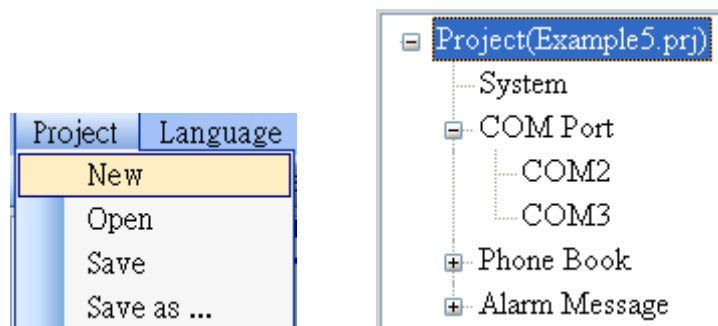 Project Language
New
Open
Save
Save as ...
Project(Example5.prj)
System
COM Port
COM2
COM3
Phone Book
Alarm Message